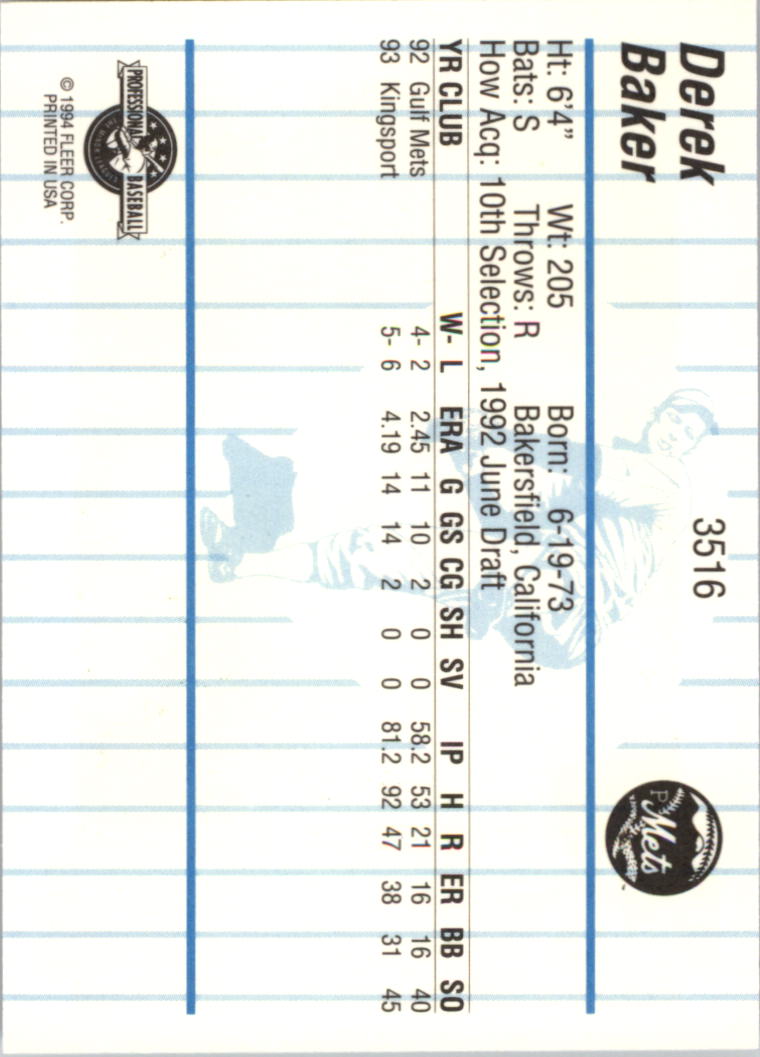 Derek
Baker
3516
P Mets
Ht: 6'4" Wt: 205 Born: 6-19-73
Bats: S Throws: R Bakersfield, California
How Acq: 10th Selection, 1992 June Draft
YR CLUB W- L ERA G GS CG SH SV IP H R ER BB SO
92 Gulf Mets 4- 2 2.45 11 10 2 0 0 58.2 53 21 16 16 40
93 Kingsport 5- 6 4.19 14 14 2 0 0 81.2 92 47 38 31 45
PROFESSIONAL BASEBALL
© 1994 FLEER CORP.
PRINTED IN USA